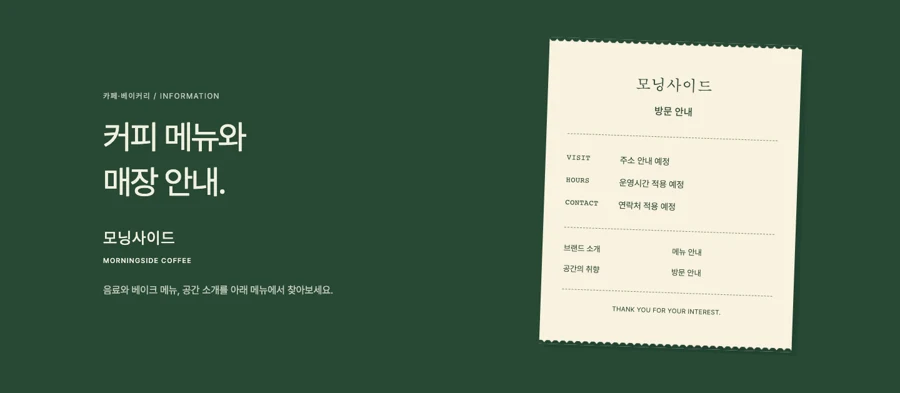 카페·베이커리 / INFORMATION
커피 메뉴와
매장 안내.
모닝사이드
MORNINGSIDE COFFEE
음료와 베이크 메뉴, 공간 소개를 아래 메뉴에서 찾아보세요.
모닝사이드
방문 안내
VISIT 주소 안내 예정
HOURS 운영시간 적용 예정
CONTACT 연락처 적용 예정
브랜드 소개 메뉴 안내
공간의 취향 방문 안내
THANK YOU FOR YOUR INTEREST.